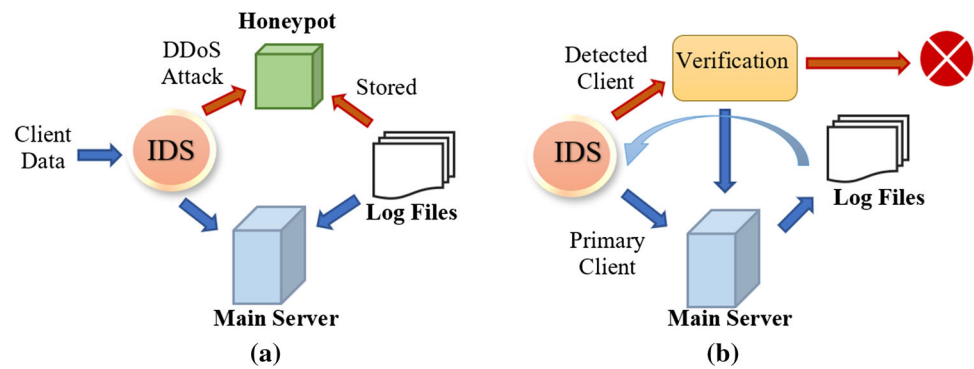 Honeypot
DDoS
Attack
Stored
Client
Data
IDS
Log Files
Main Server
(a)
Detected
Client
Verification
IDS
Log Files
Primary
Client
Main Server
(b)